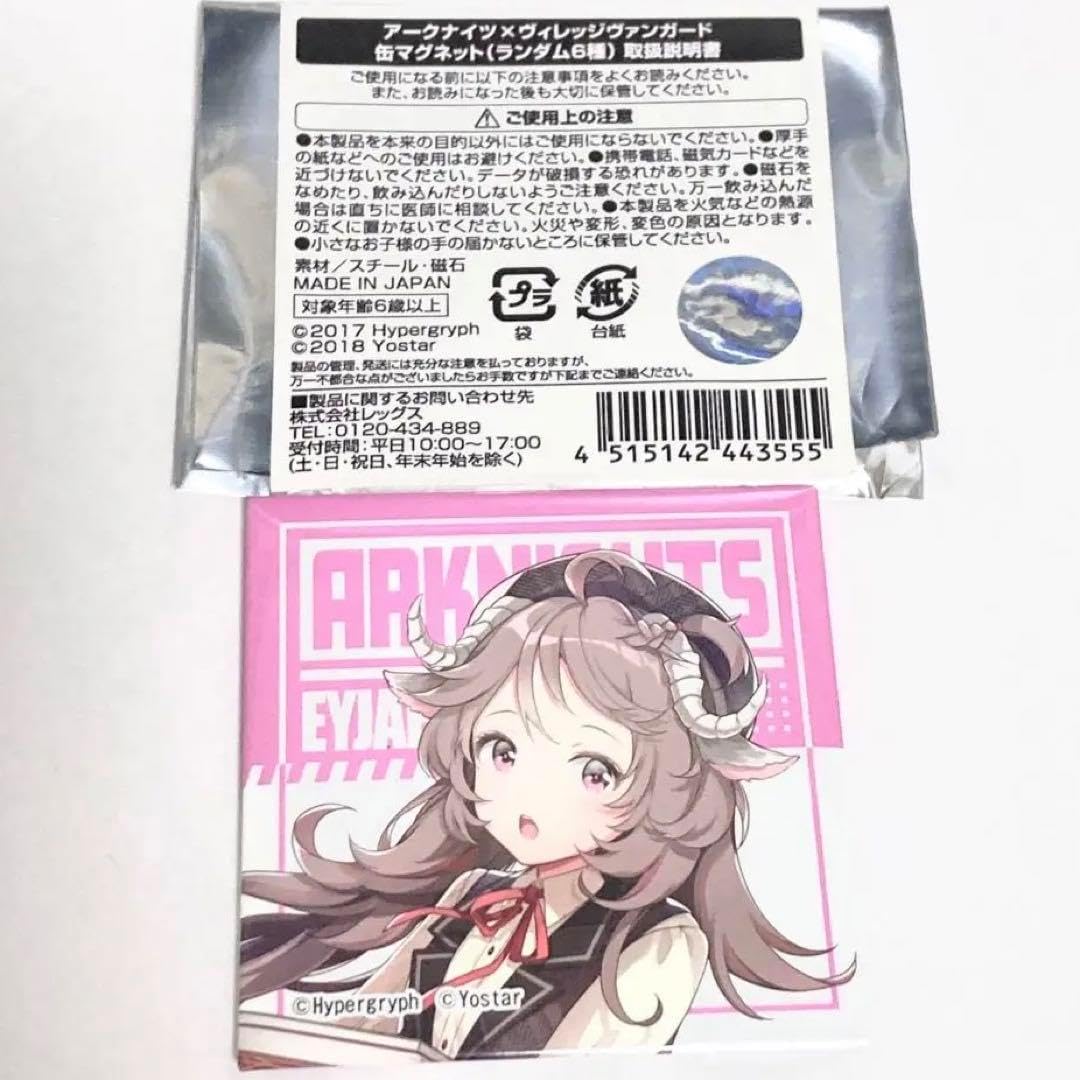 アークナイツ×ヴィレッジヴァンガード
缶マグネット(ランダム6種) 取扱説明書
ご使用になる前に以下の注意事項をよくお読みください。
また、お読みになった後も大切に保管してください。
⚠ ご使用上の注意
●本製品を本来の目的以外にはご使用にならないでください。●厚手
の紙などへのご使用はお避けください。●携帯電話、磁気カードなどを
近づけないでください。データが破損する恐れがあります。●磁石を
なめたり、飲み込んだりしないようご注意ください。万一飲み込んだ
場合は直ちに医師に相談してください。●本製品を火気などの熱源
の近くに置かないでください。火災や変形、変色の原因となります。
●小さなお子様の手の届かないところに保管してください。
素材/スチール・磁石
MADE IN JAPAN
対象年齢6歳以上
プラ
袋
紙
台紙
©2017 Hypergryph
©2018 Yostar
製品の管理、発送には充分な注意を払っておりますが、
万一不都合な点がございましたらお手数ですが下記までご連絡ください。
■製品に関するお問い合わせ先
株式会社レッグス
TEL:0120-434-889
受付時間:平日10:00〜17:00
(土・日・祝日、年末年始を除く)
4 515142 443555
ARKNIGHTS
EYJA
©Hypergryph ©Yostar